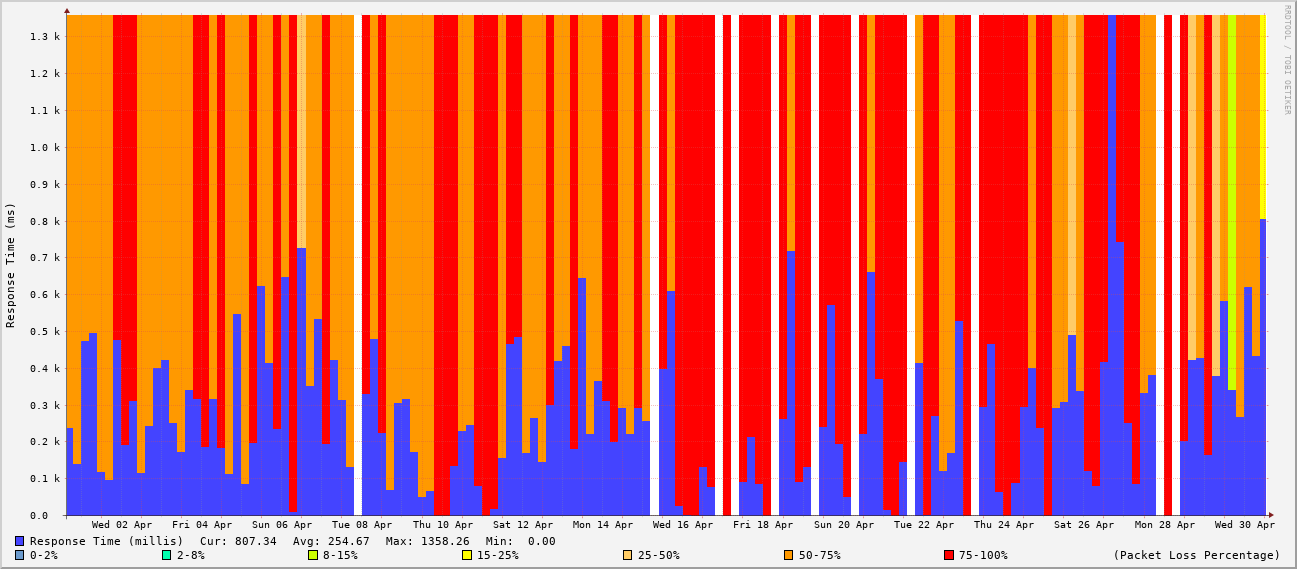 RRDTOOL / TOBI OETIKER
Response Time (ms)
1.3 k
1.2 k
1.1 k
1.0 k
0.9 k
0.8 k
0.7 k
0.6 k
0.5 k
0.4 k
0.3 k
0.2 k
0.1 k
0.0
Wed 02 Apr Fri 04 Apr Sun 06 Apr Tue 08 Apr Thu 10 Apr Sat 12 Apr Mon 14 Apr Wed 16 Apr Fri 18 Apr Sun 20 Apr Tue 22 Apr Thu 24 Apr Sat 26 Apr Mon 28 Apr Wed 30 Apr
Response Time (millis) Cur: 807.34 Avg: 254.67 Max: 1358.26 Min: 0.00
0-2% 2-8% 8-15% 15-25% 25-50% 50-75% 75-100% (Packet Loss Percentage)